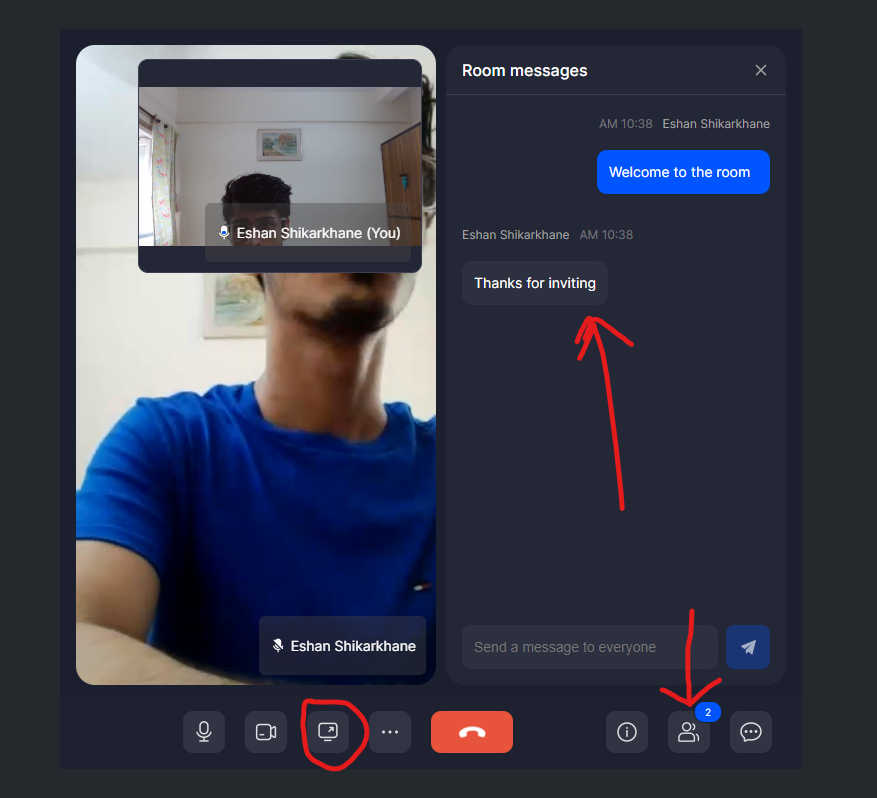 Room messages
AM 10:38 Eshan Shikarkhane
Welcome to the room
Eshan Shikarkhane AM 10:38
Thanks for inviting
Eshan Shikarkhane (You)
Eshan Shikarkhane
Send a message to everyone
2